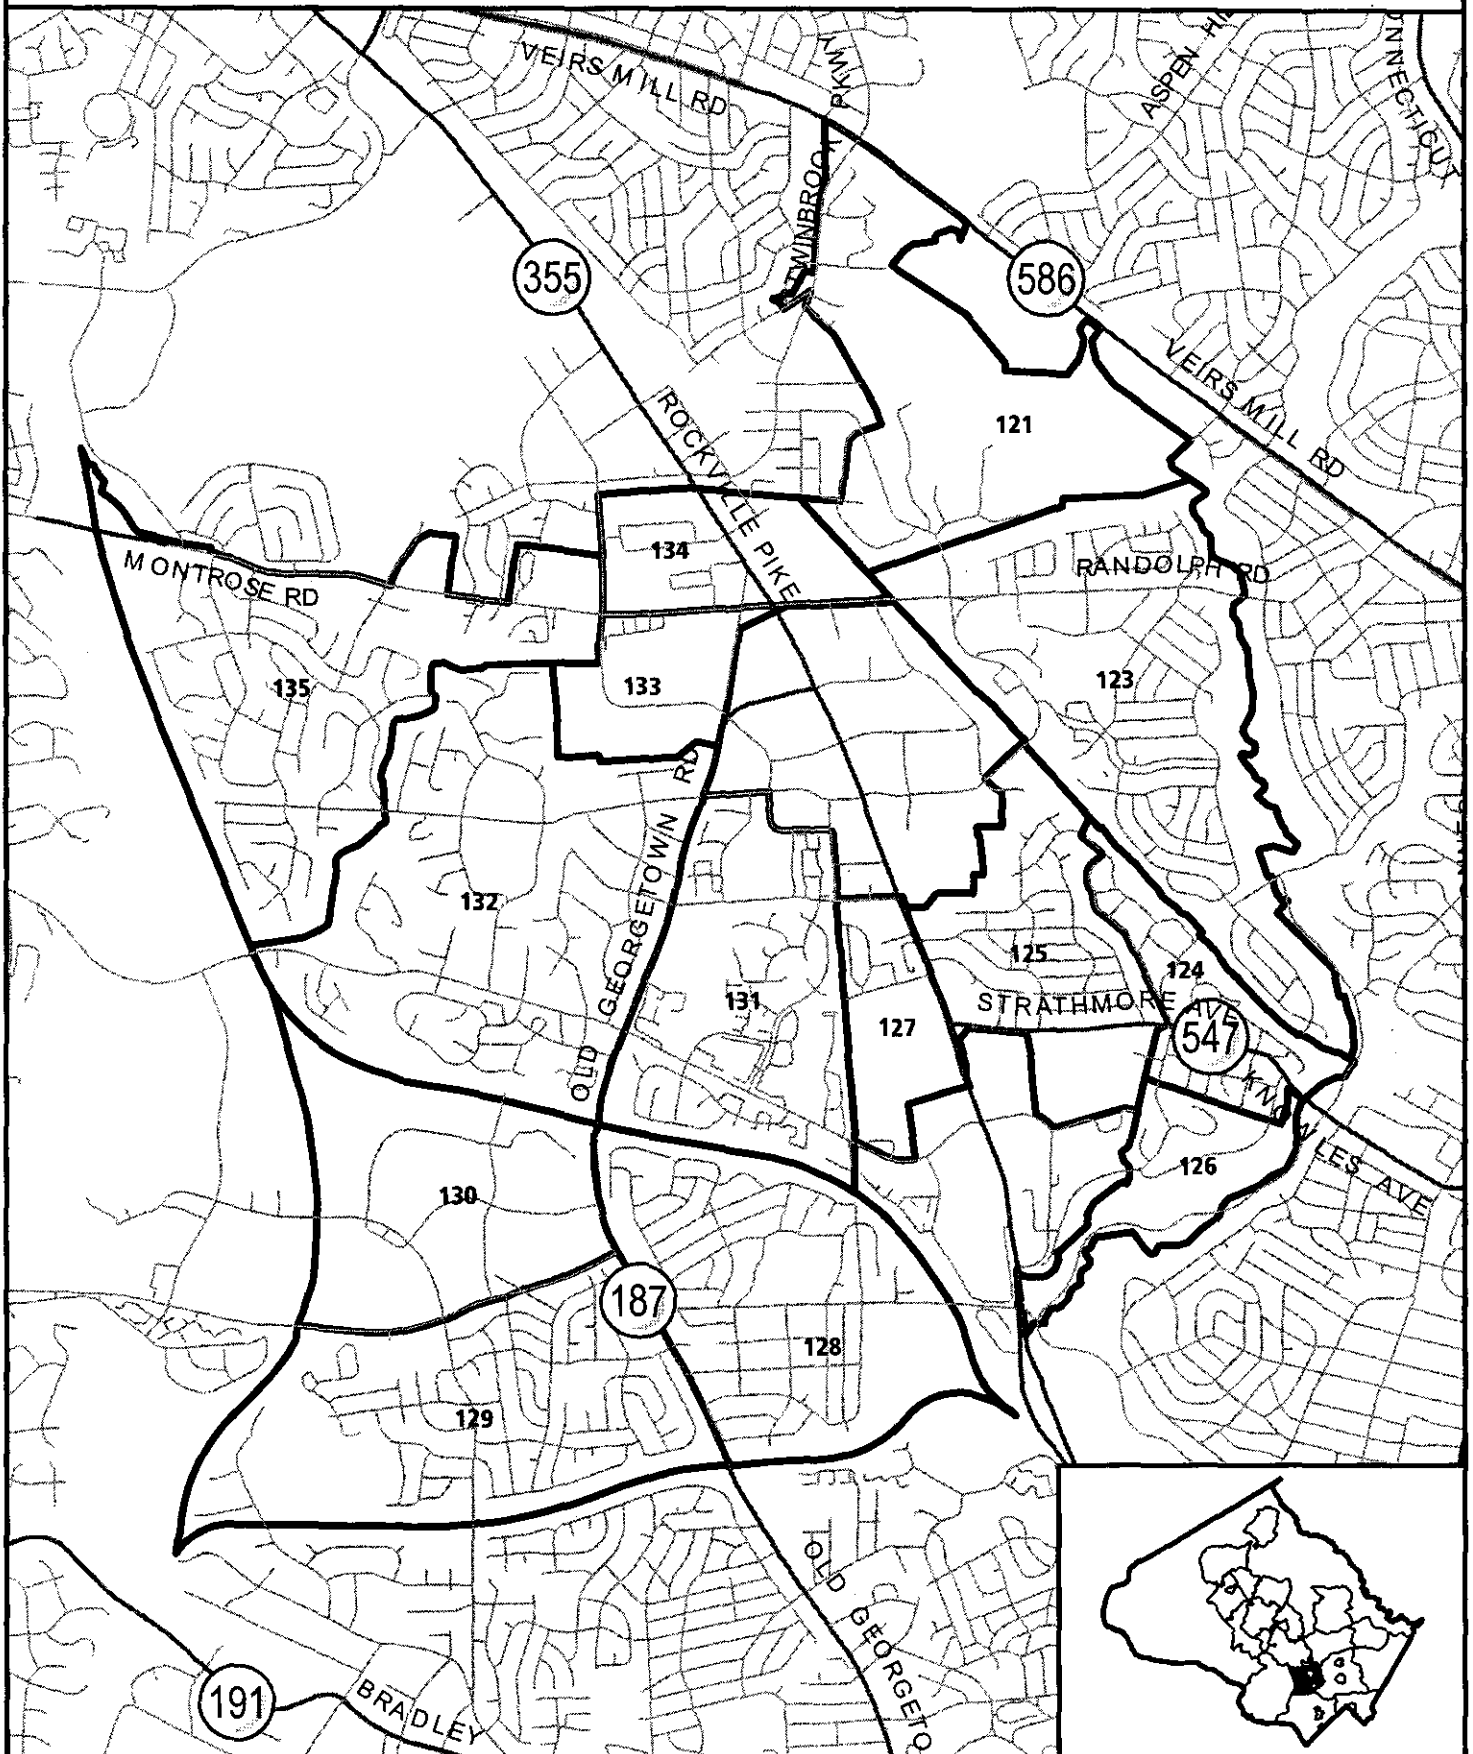 VEIRS MILL RD
TWINBROOK PKWY
ASPEN HI
ONNECTICUT
355
586
VEIRS MILL RD
121
ROCKVILLE PIKE
134
MONTROSE RD
RANDOLPH RD
135
133
123
OLD GEORGETOWN RD
132
125
124
131
STRATHMORE AVE
127
547
KNOWLES AVE
126
130
187
128
129
OLD GEORGETO
191
BRADLEY